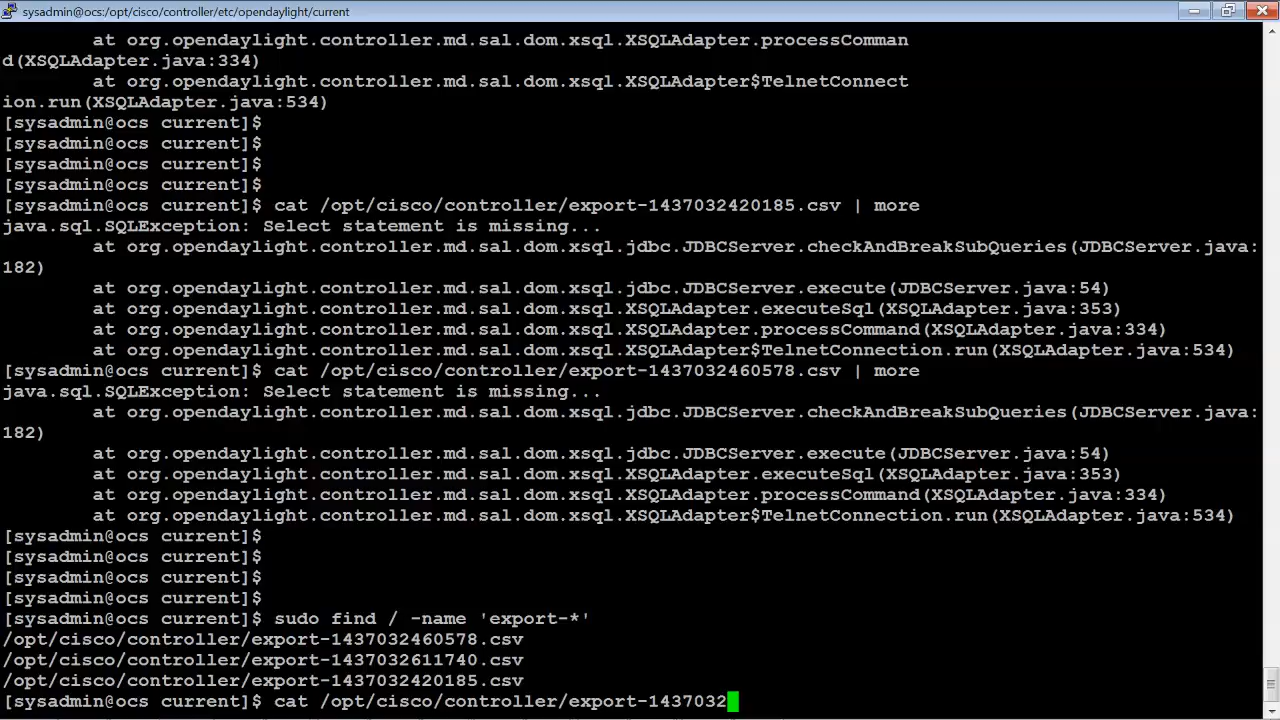 sysadmin@ocs:/opt/cisco/controller/etc/opendaylight/current
at org.opendaylight.controller.md.sal.dom.xsql.XSQLAdapter.processComman
d(XSQLAdapter.java:334)
at org.opendaylight.controller.md.sal.dom.xsql.XSQLAdapter$TelnetConnect
ion.run(XSQLAdapter.java:534)
[sysadmin@ocs current]$
[sysadmin@ocs current]$
[sysadmin@ocs current]$
[sysadmin@ocs current]$
[sysadmin@ocs current]$ cat /opt/cisco/controller/export-1437032420185.csv | more
java.sql.SQLException: Select statement is missing...
at org.opendaylight.controller.md.sal.dom.xsql.jdbc.JDBCServer.checkAndBreakSubQueries(JDBCServer.java:
182)
at org.opendaylight.controller.md.sal.dom.xsql.jdbc.JDBCServer.execute(JDBCServer.java:54)
at org.opendaylight.controller.md.sal.dom.xsql.XSQLAdapter.executeSql(XSQLAdapter.java:353)
at org.opendaylight.controller.md.sal.dom.xsql.XSQLAdapter.processCommand(XSQLAdapter.java:334)
at org.opendaylight.controller.md.sal.dom.xsql.XSQLAdapter$TelnetConnection.run(XSQLAdapter.java:534)
[sysadmin@ocs current]$ cat /opt/cisco/controller/export-1437032460578.csv | more
java.sql.SQLException: Select statement is missing...
at org.opendaylight.controller.md.sal.dom.xsql.jdbc.JDBCServer.checkAndBreakSubQueries(JDBCServer.java:
182)
at org.opendaylight.controller.md.sal.dom.xsql.jdbc.JDBCServer.execute(JDBCServer.java:54)
at org.opendaylight.controller.md.sal.dom.xsql.XSQLAdapter.executeSql(XSQLAdapter.java:353)
at org.opendaylight.controller.md.sal.dom.xsql.XSQLAdapter.processCommand(XSQLAdapter.java:334)
at org.opendaylight.controller.md.sal.dom.xsql.XSQLAdapter$TelnetConnection.run(XSQLAdapter.java:534)
[sysadmin@ocs current]$
[sysadmin@ocs current]$
[sysadmin@ocs current]$
[sysadmin@ocs current]$
[sysadmin@ocs current]$ sudo find / -name 'export-*'
/opt/cisco/controller/export-1437032460578.csv
/opt/cisco/controller/export-1437032611740.csv
/opt/cisco/controller/export-1437032420185.csv
[sysadmin@ocs current]$ cat /opt/cisco/controller/export-1437032